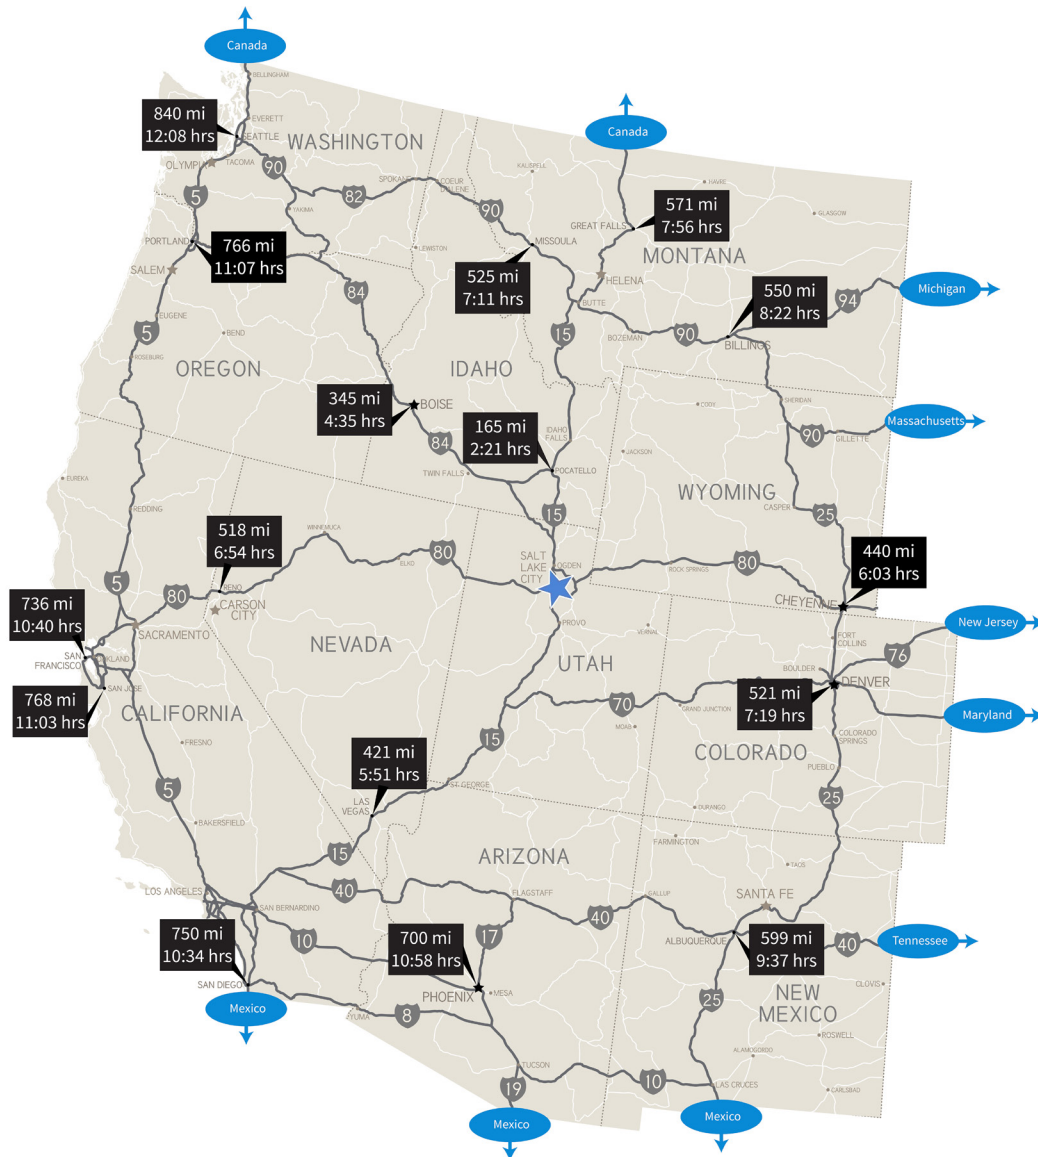 Canada
BELLINGHAM
840 mi
12:08 hrs
EVERETT
SEATTLE
WASHINGTON
Canada
OLYMPIA
TACOMA
90
KALISPELL
SPOKANE
COEUR
D'ALENE
82
HAVRE
5
90
YAKIMA
571 mi
7:56 hrs
GLASGOW
GREAT FALLS
PORTLAND
766 mi
11:07 hrs
LEWISTON
MISSOULA
MONTANA
SALEM
525 mi
7:11 hrs
HELENA
84
550 mi
8:22 hrs
94
Michigan
BUTTE
EUGENE
5
BEND
15
BOZEMAN
90
BILLINGS
ROSEBURG
OREGON
IDAHO
345 mi
4:35 hrs
BOISE
CODY
SHERIDAN
165 mi
2:21 hrs
IDAHO
FALLS
90
GILLETTE
Massachusetts
84
JACKSON
TWIN FALLS
POCATELLO
EUREKA
WYOMING
REDDING
15
CASPER
25
518 mi
6:54 hrs
WINNEMUCA
80
440 mi
6:03 hrs
ELKO
SALT
LAKE
CITY
OGDEN
ROCK SPRINGS
80
5
80
RENO
CARSON
CITY
CHEYENNE
736 mi
10:40 hrs
SACRAMENTO
PROVO
VERNAL
New Jersey
FORT
COLLINS
NEVADA
SAN
FRANCISCO
OAKLAND
UTAH
BOULDER
76
DENVER
SAN JOSE
768 mi
11:03 hrs
CALIFORNIA
70
GRAND JUNCTION
521 mi
7:19 hrs
Maryland
MOAB
COLORADO
SPRINGS
FRESNO
15
COLORADO
421 mi
5:51 hrs
PUEBLO
5
ST GEORGE
25
LAS
VEGAS
DURANGO
BAKERSFIELD
FARMINGTON
15
ARIZONA
TAOS
40
LOS ANGELES
FLAGSTAFF
GALLUP
SANTA FE
SAN BERNARDINO
40
750 mi
10:34 hrs
10
700 mi
10:58 hrs
17
ALBUQUERQUE
599 mi
9:37 hrs
40
Tennessee
SAN DIEGO
PHOENIX
MESA
CLOVIS
25
NEW
MEXICO
Mexico
YUMA
8
ROSWELL
ALAMOGORDO
TUCSON
10
LAS CRUCES
CARLSBAD
19
Mexico
Mexico